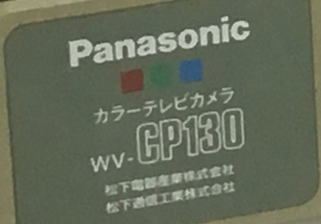 Panasonic
カラーテレビカメラ
WV-CP130
松下電器産業株式会社
松下通信工業株式会社